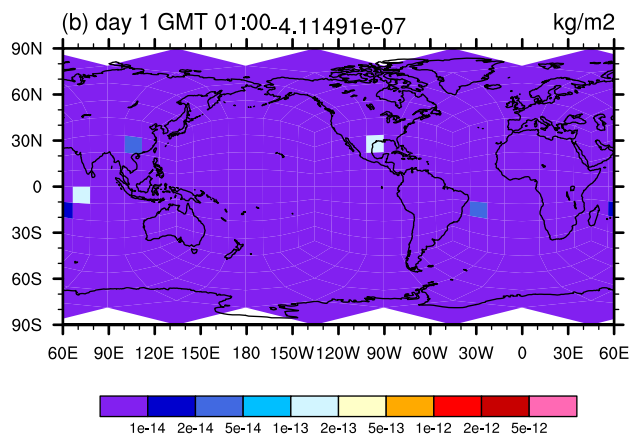 (b) day 1 GMT 01:00 -4.11491e-07 kg/m2
90N
60N
30N
0
30S
60S
90S
60E 90E 120E 150E 180 150W 120W 90W 60W 30W 0 30E 60E
1e-14 2e-14 5e-14 1e-13 2e-13 5e-13 1e-12 2e-12 5e-12